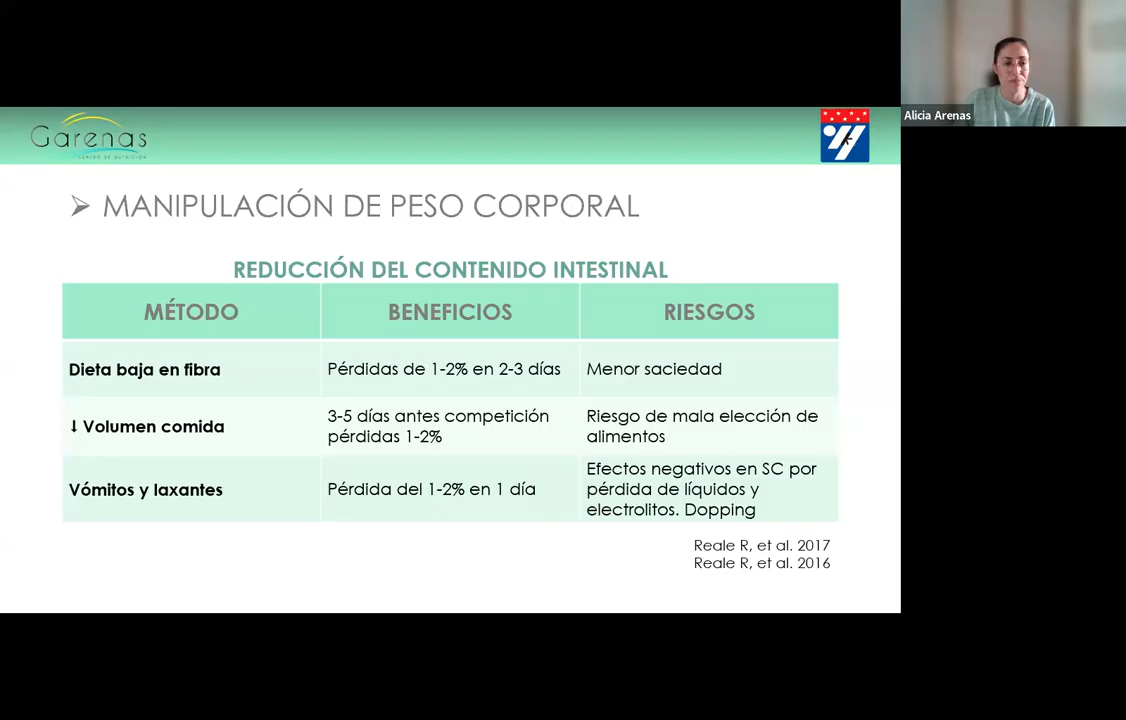 Garenas
CENTRO DE NUTRICIÓN
Alicia Arenas
➢ MANIPULACIÓN DE PESO CORPORAL
REDUCCIÓN DEL CONTENIDO INTESTINAL
MÉTODO BENEFICIOS RIESGOS
Dieta baja en fibra Pérdidas de 1-2% en 2-3 días Menor saciedad
↓ Volumen comida 3-5 días antes competición
pérdidas 1-2%
Riesgo de mala elección de
alimentos
Vómitos y laxantes Pérdida del 1-2% en 1 día
Efectos negativos en SC por
pérdida de líquidos y
electrolitos. Dopping
Reale R, et al. 2017
Reale R, et al. 2016